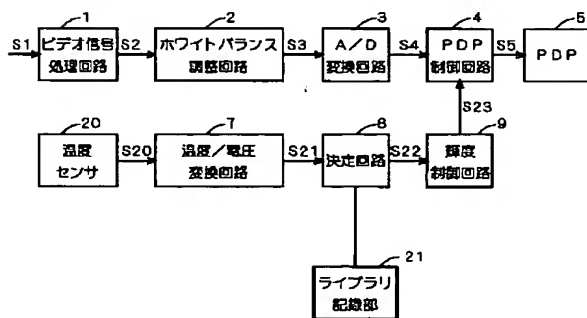 1
2
3
4
5
S1
ビデオ信号
処理回路
S2
ホワイトバランス
調整回路
S3
A/D
変換回路
S4
PDP
制御回路
S5
PDP
S23
20
7
8
9
温度
センサ
S20
温度/電圧
変換回路
S21
決定回路
S22
輝度
制御回路
21
ライブラリ
記録部